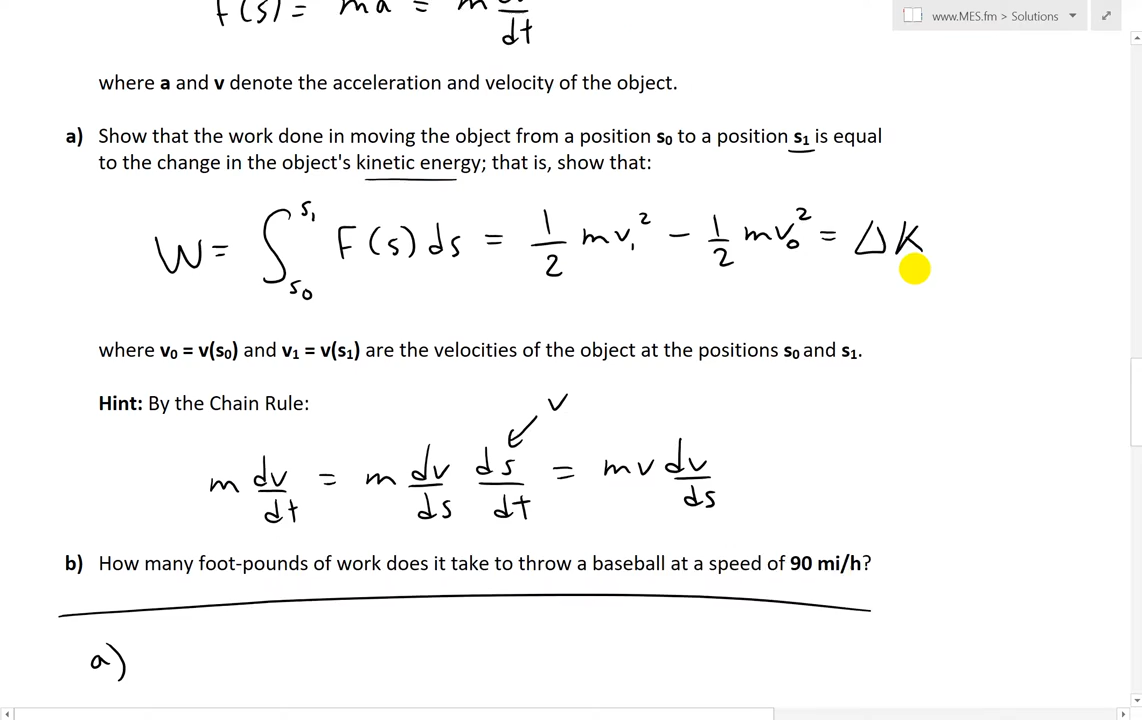 F(s) = ma = m dv/dt
www.MES.fm > Solutions
where a and v denote the acceleration and velocity of the object.
a) Show that the work done in moving the object from a position s₀ to a position s₁ is equal
to the change in the object's kinetic energy; that is, show that:
W = ∫_{s₀}^{s₁} F(s) ds = 1/2 mv₁² − 1/2 mv₀² = ΔK
where v₀ = v(s₀) and v₁ = v(s₁) are the velocities of the object at the positions s₀ and s₁.
Hint: By the Chain Rule:
v
m dv/dt = m dv/ds ds/dt = mv dv/ds
b) How many foot-pounds of work does it take to throw a baseball at a speed of 90 mi/h?
a)